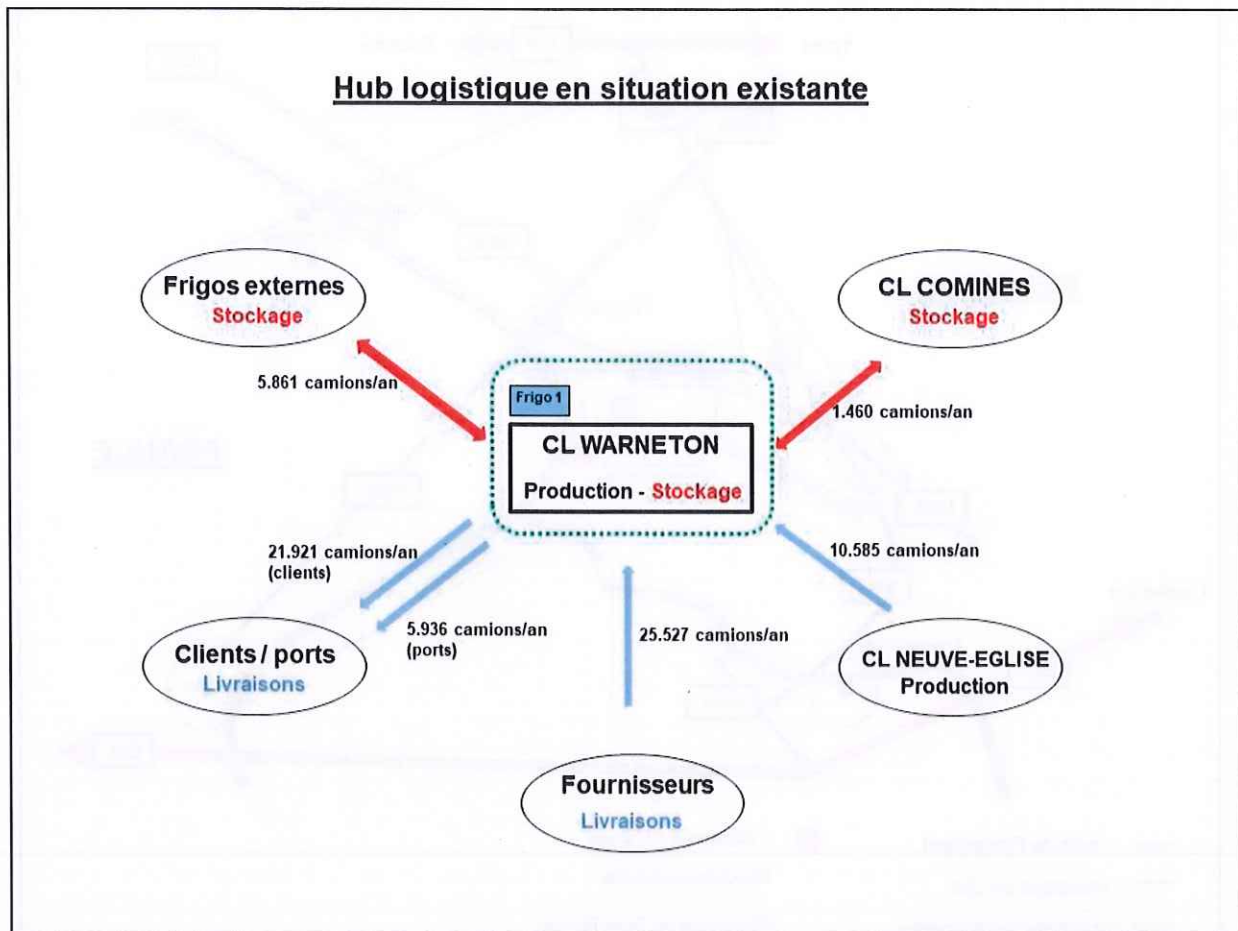 Hub logistique en situation existante
Frigos externes
Stockage
CL COMINES
Stockage
5.861 camions/an
1.460 camions/an
Frigo 1
CL WARNETON
Production - Stockage
21.921 camions/an
(clients)
5.936 camions/an
(ports)
25.527 camions/an
10.585 camions/an
Clients / ports
Livraisons
CL NEUVE-EGLISE
Production
Fournisseurs
Livraisons